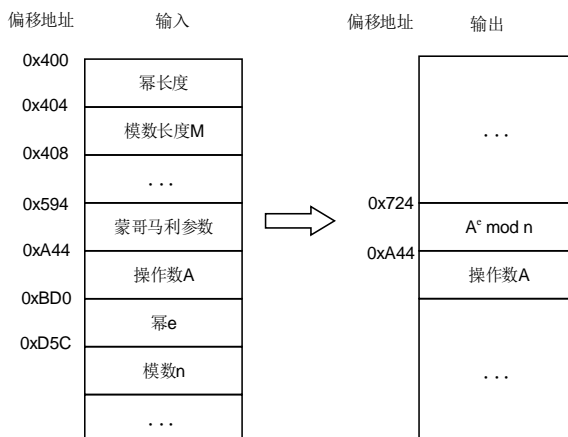 偏移地址 输入 偏移地址 输出
0x400
幂长度
0x404
模数长度M
0x408
...
...
0x594
0x724
蒙哥马利参数
A^e mod n
0xA44
0xA44
操作数A
操作数A
0xBD0
幂e
0xD5C
模数n
...
...